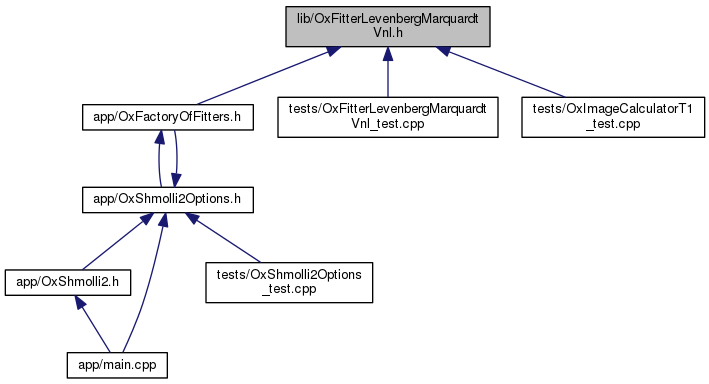 lib/OxFitterLevenbergMarquardt
Vnl.h
app/OxFactoryOfFitters.h
tests/OxFitterLevenbergMarquardt
Vnl_test.cpp
tests/OxImageCalculatorT1
_test.cpp
app/OxShmolli2Options.h
app/OxShmolli2.h
tests/OxShmolli2Options
_test.cpp
app/main.cpp